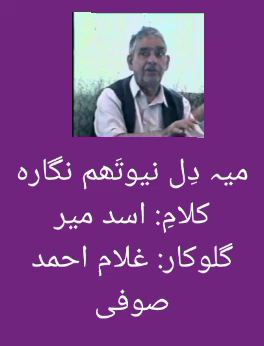 میہ دِل نیوتَھم نگارہ
کلامِ: اسد میر
گلوکار: غلام احمد
صوفی